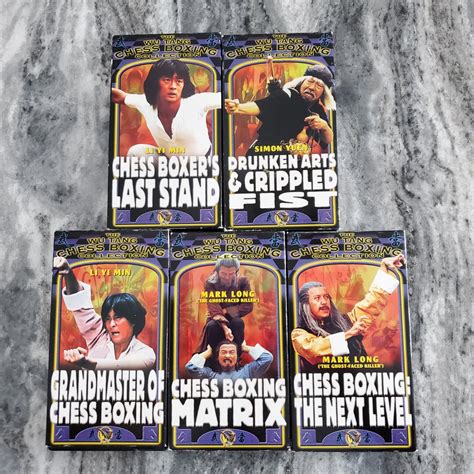 THE
WU TANG
CHESS BOXING
COLLECTION
LI YI MIN
CHESS BOXER'S
LAST STAND
THE
WU TANG
CHESS BOXING
COLLECTION
SIMON YUEN
DRUNKEN ARTS
& CRIPPLED
FIST
THE
WU TANG
CHESS BOXING
COLLECTION
LI YI MIN
GRANDMASTER OF
CHESS BOXING
THE
WU TANG
CHESS BOXING
COLLECTION
MARK LONG
('THE GHOST-FACED KILLER')
CHESS BOXING
MATRIX
THE
WU TANG
CHESS BOXING
COLLECTION
MARK LONG
('THE GHOST-FACED KILLER')
CHESS BOXING:
THE NEXT LEVEL